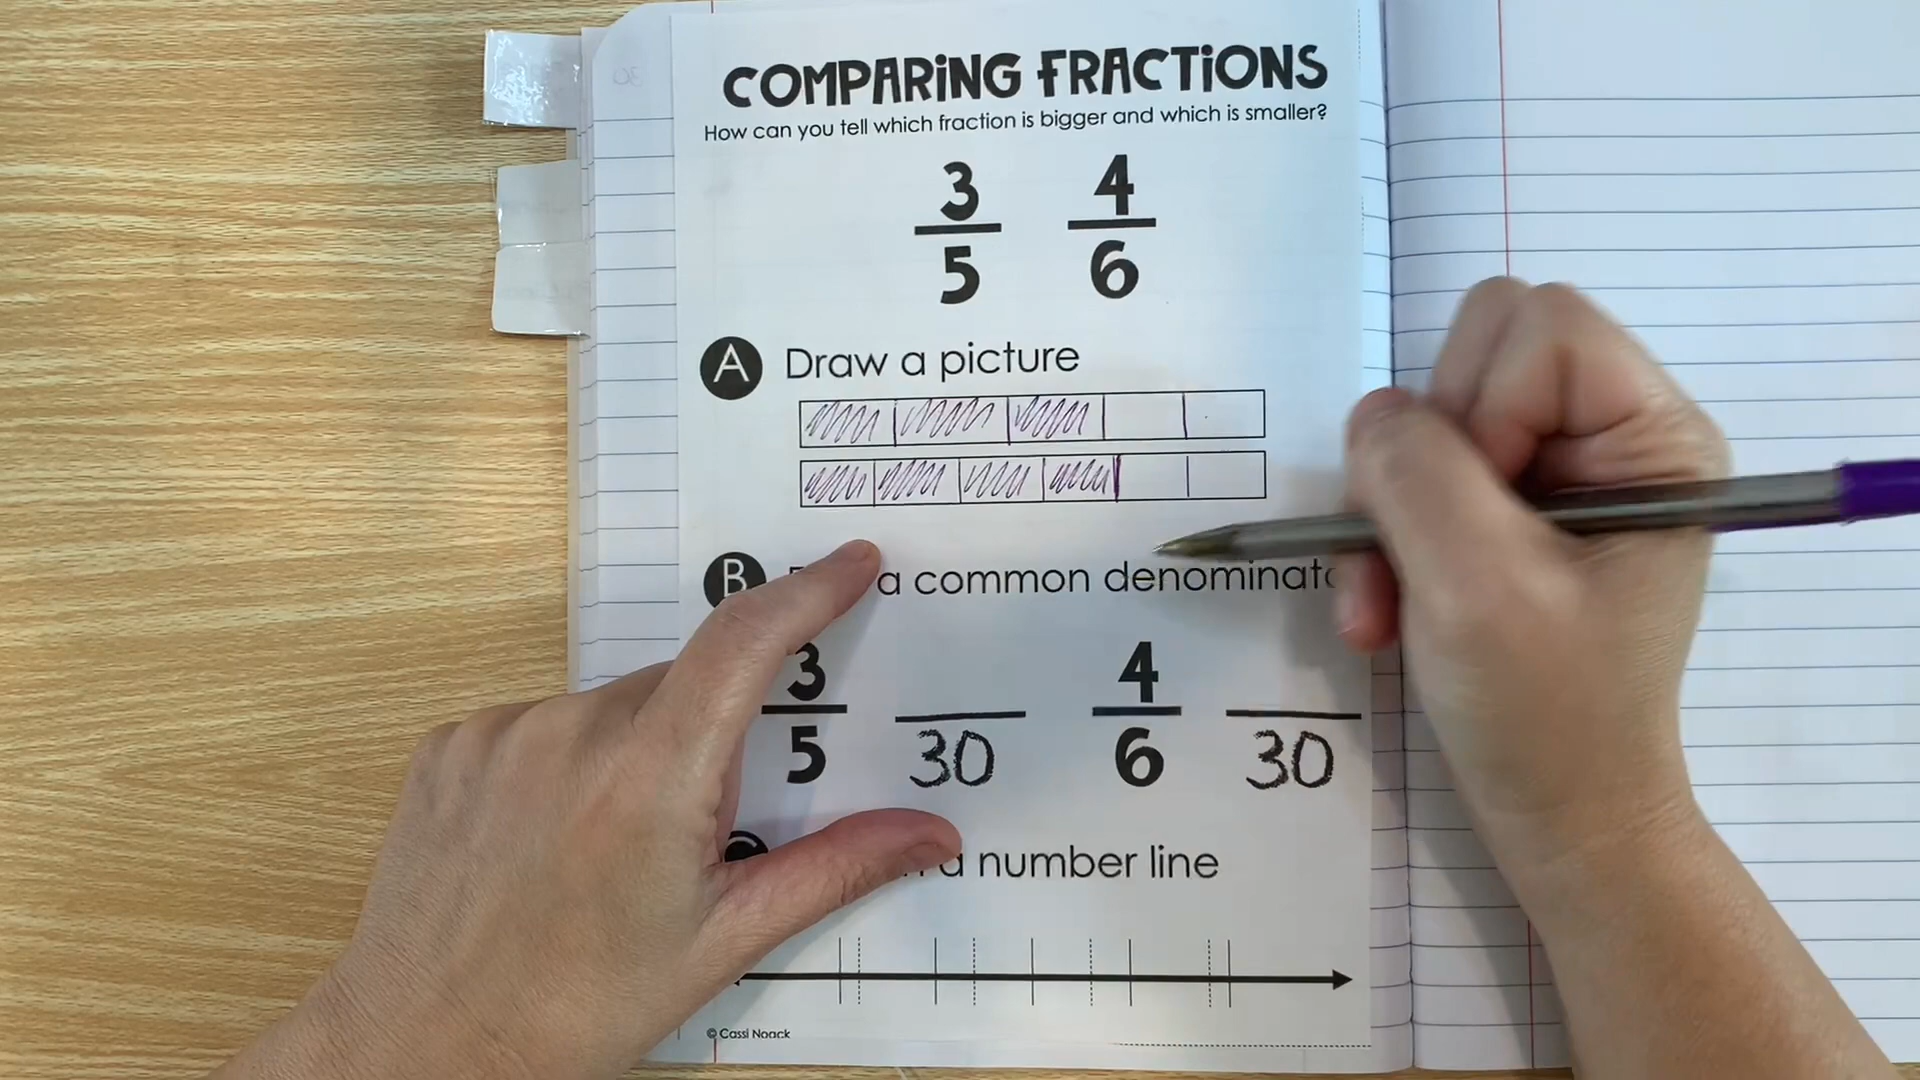 COMPARING FRACTIONS
How can you tell which fraction is bigger and which is smaller?
3 4
5 6
A Draw a picture
B a common
3 4
5 30 6 30
a number line
© Cassi Noack